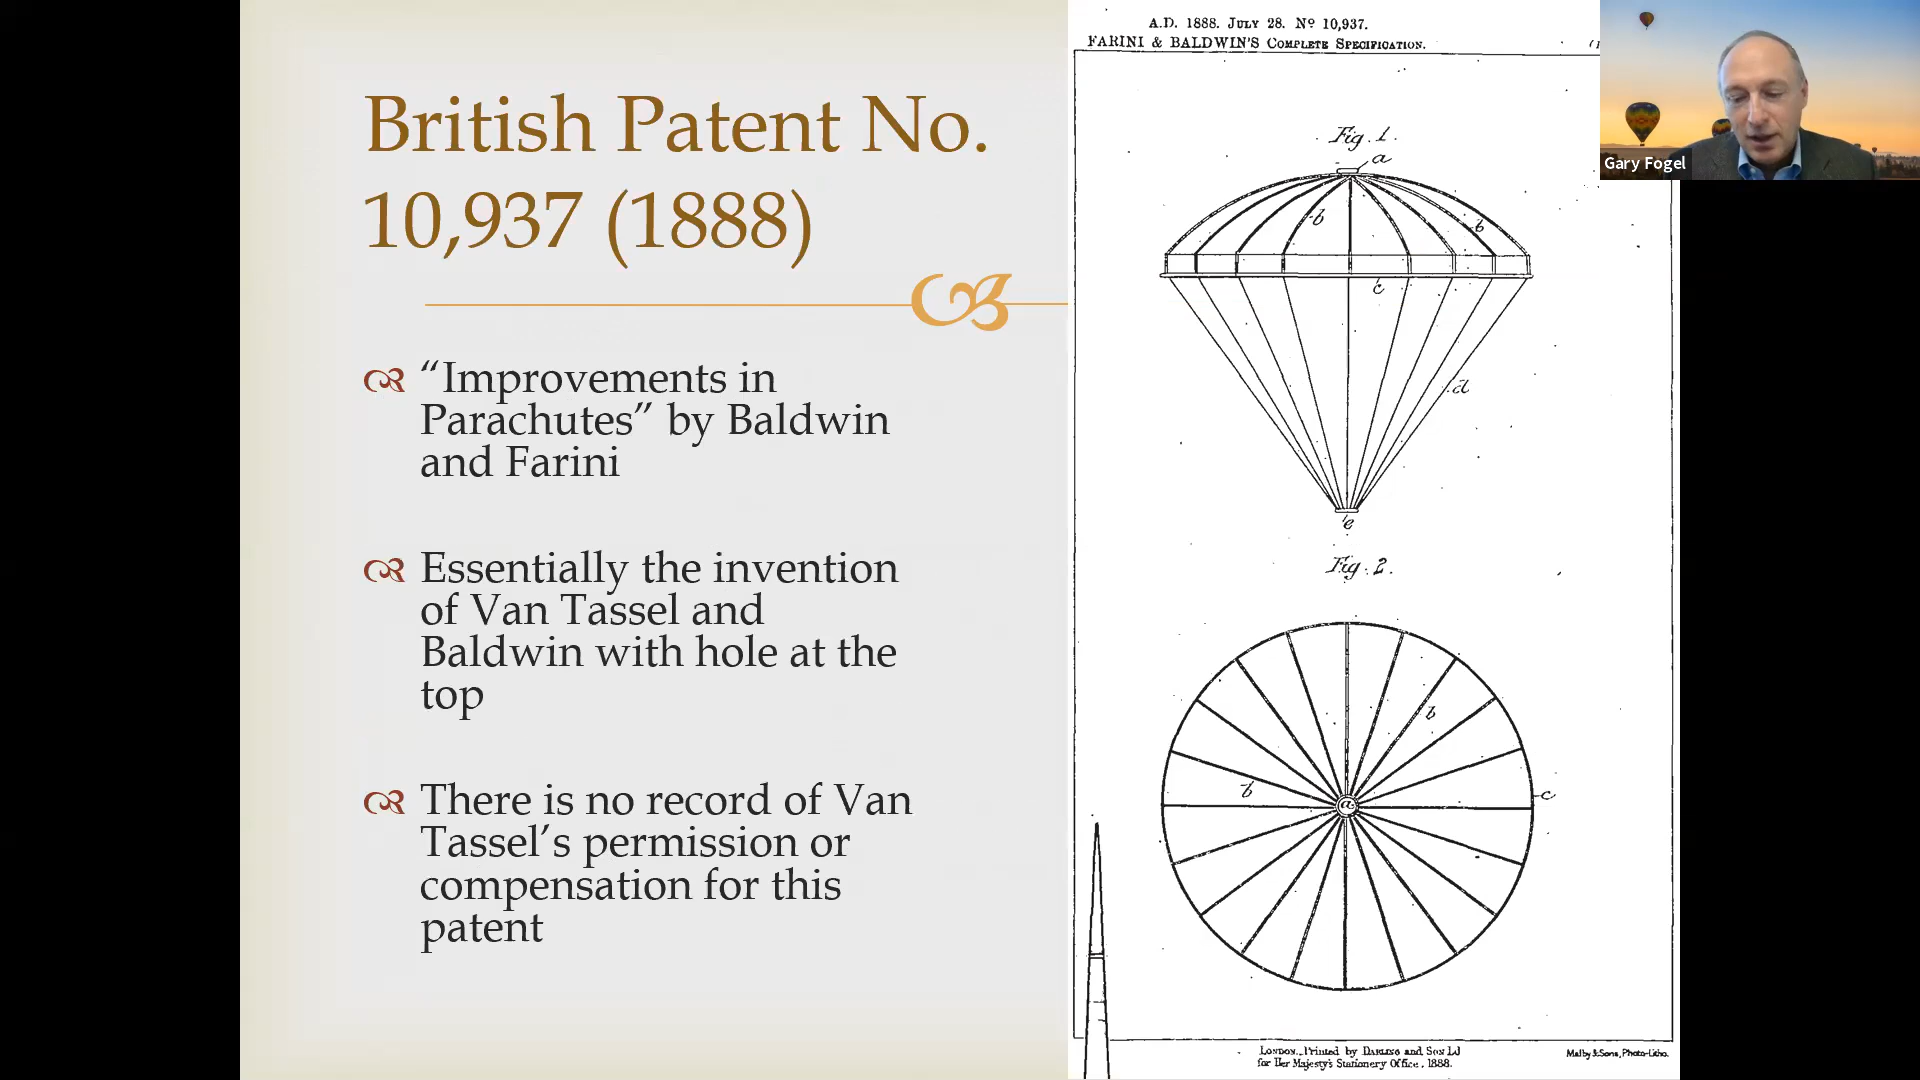 British Patent No.
10,937 (1888)
“Improvements in
Parachutes” by Baldwin
and Farini
Essentially the invention
of Van Tassel and
Baldwin with hole at the
top
There is no record of Van
Tassel’s permission or
compensation for this
patent
A.D. 1888. July 28. No 10,937.
FARINI & BALDWIN'S Complete Specification.
Fig. 1.
a
b
b
c
d
e
Fig. 2.
b
b
a
c
London. Printed by Darling and Son Ld
for Her Majesty's Stationery Office. 1888.
Malby & Sons, Photo-Litho.
Gary Fogel